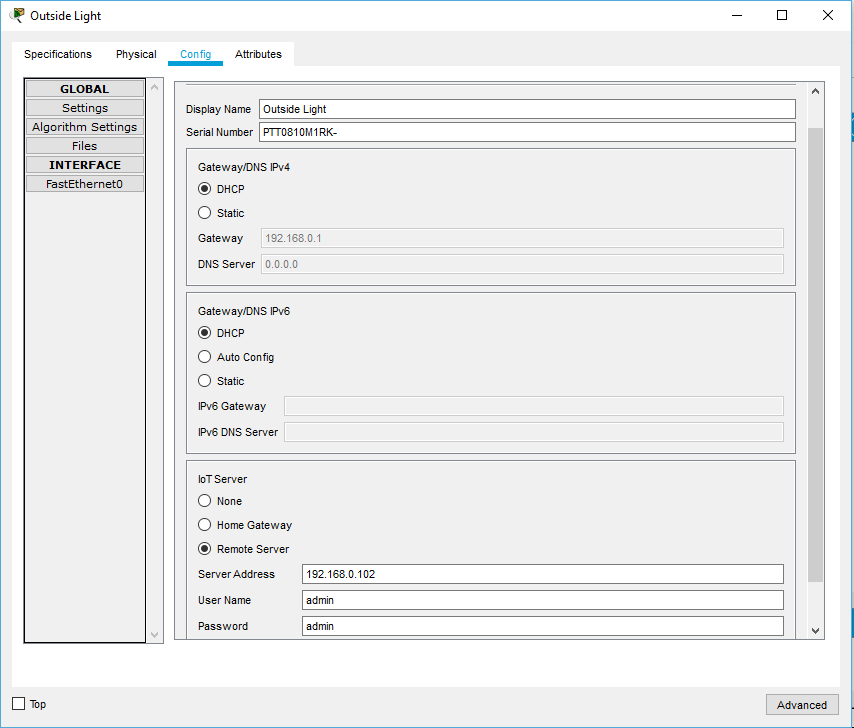 Outside Light
Specifications Physical Config Attributes
GLOBAL
Settings
Algorithm Settings
Files
INTERFACE
FastEthernet0
Display Name Outside Light
Serial Number PTT0810M1RK-
Gateway/DNS IPv4
DHCP
Static
Gateway 192.168.0.1
DNS Server 0.0.0.0
Gateway/DNS IPv6
DHCP
Auto Config
Static
IPv6 Gateway
IPv6 DNS Server
IoT Server
None
Home Gateway
Remote Server
Server Address 192.168.0.102
User Name admin
Password admin
Top Advanced